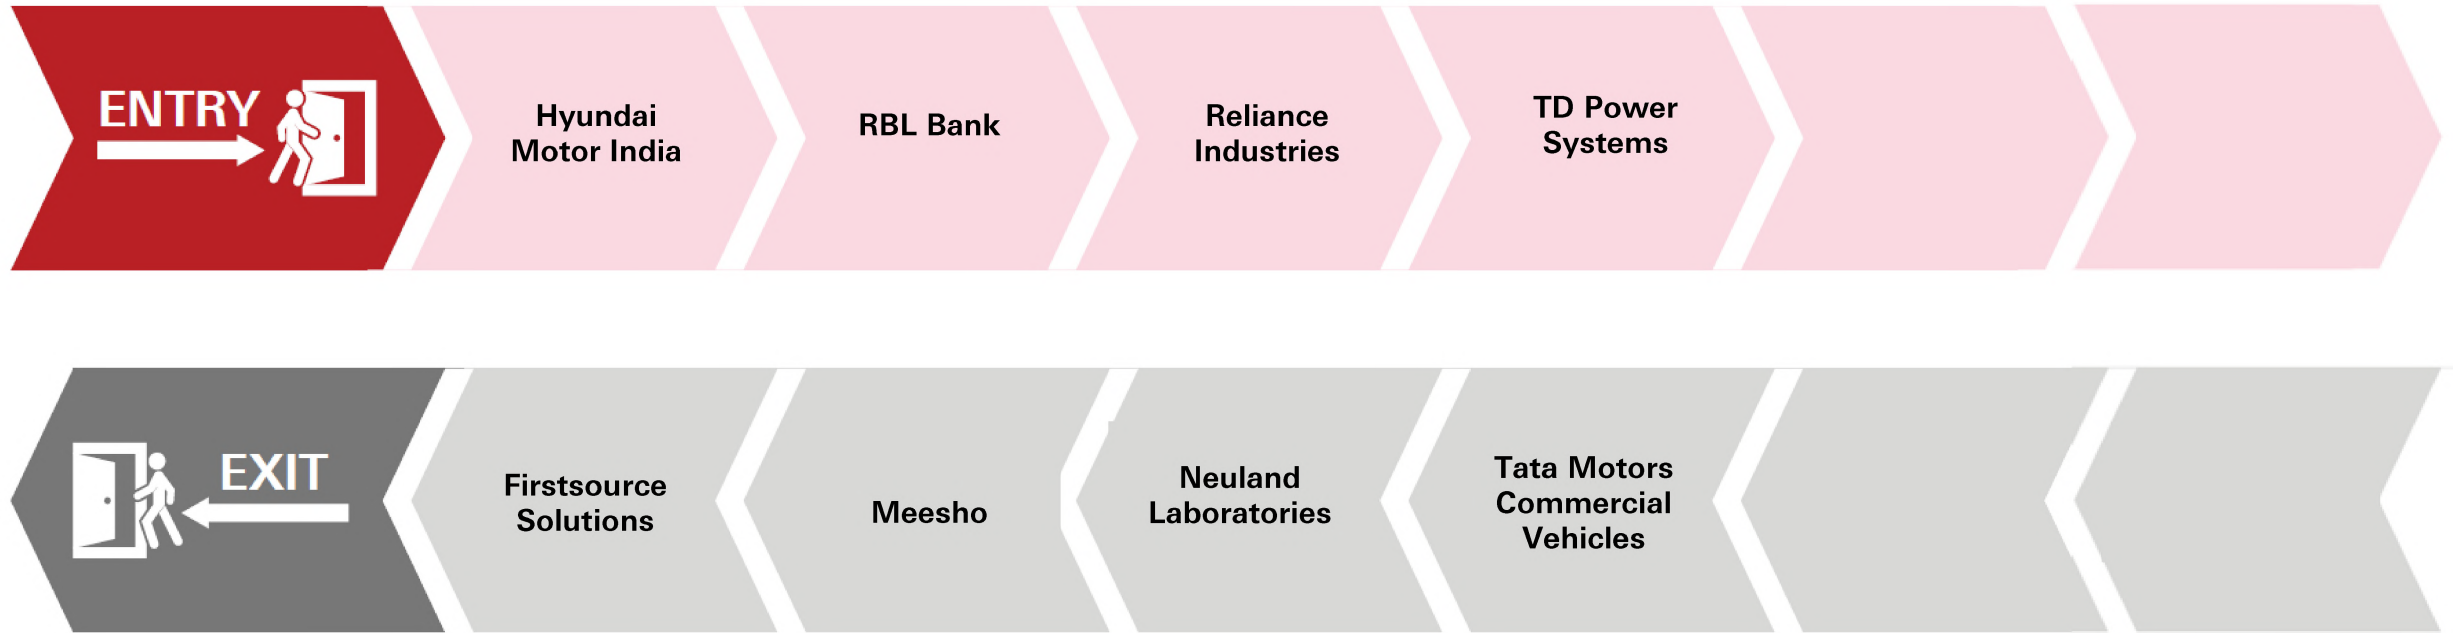 ENTRY
Hyundai
Motor India
RBL Bank
Reliance
Industries
TD Power
Systems
EXIT
Firstsource
Solutions
Meesho
Neuland
Laboratories
Tata Motors
Commercial
Vehicles